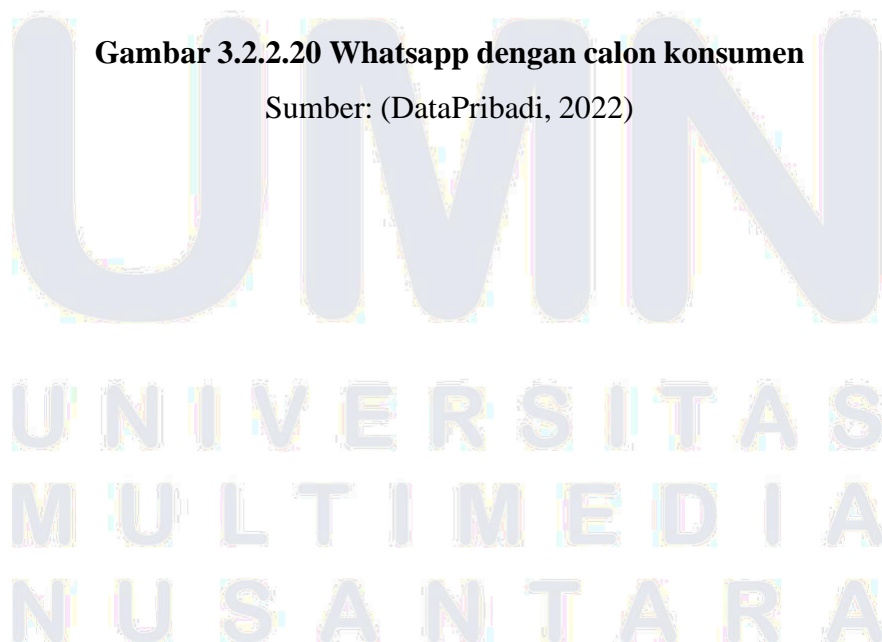 Gambar 3.2.2.20 Whatsapp dengan calon konsumen
Sumber: (DataPribadi, 2022)
UMN
UNIVERSITAS
MULTIMEDIA
NUSANTARA